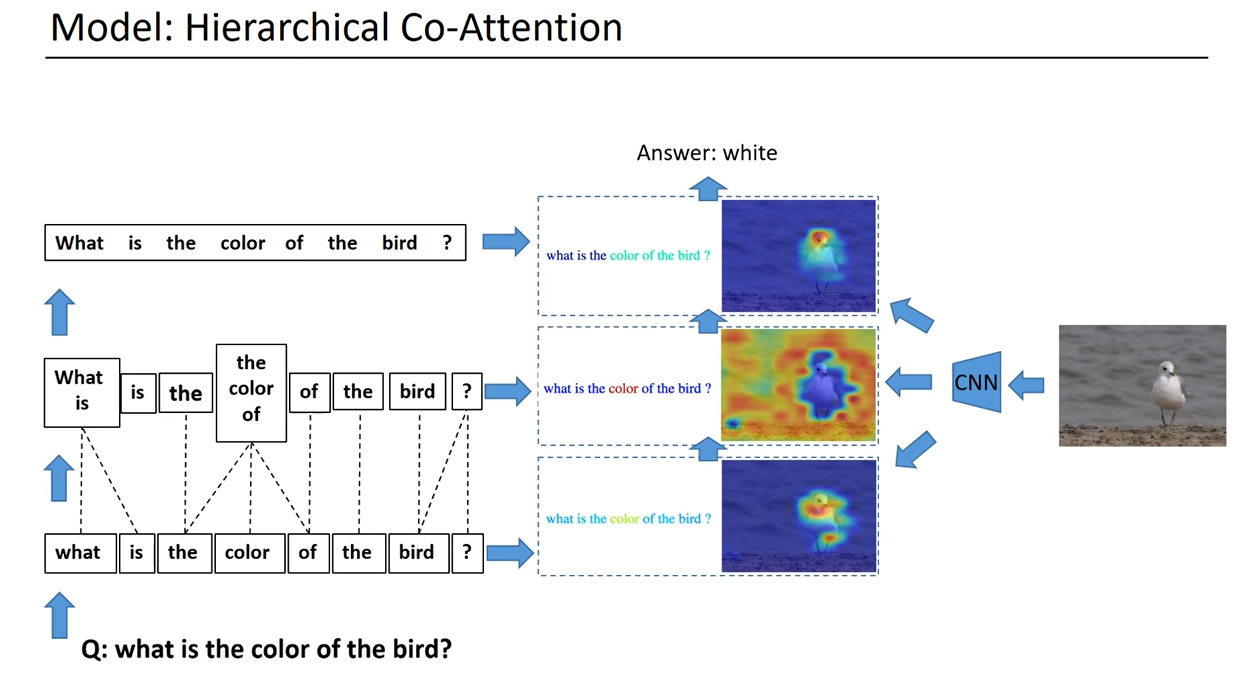 Model: Hierarchical Co-Attention
Answer: white
What is the color of the bird ?
what is the color of the bird ?
What
is
is
the
the
color
of
of
the
bird
?
what is the color of the bird ?
CNN
what
is
the
color
of
the
bird
?
what is the color of the bird ?
Q: what is the color of the bird?